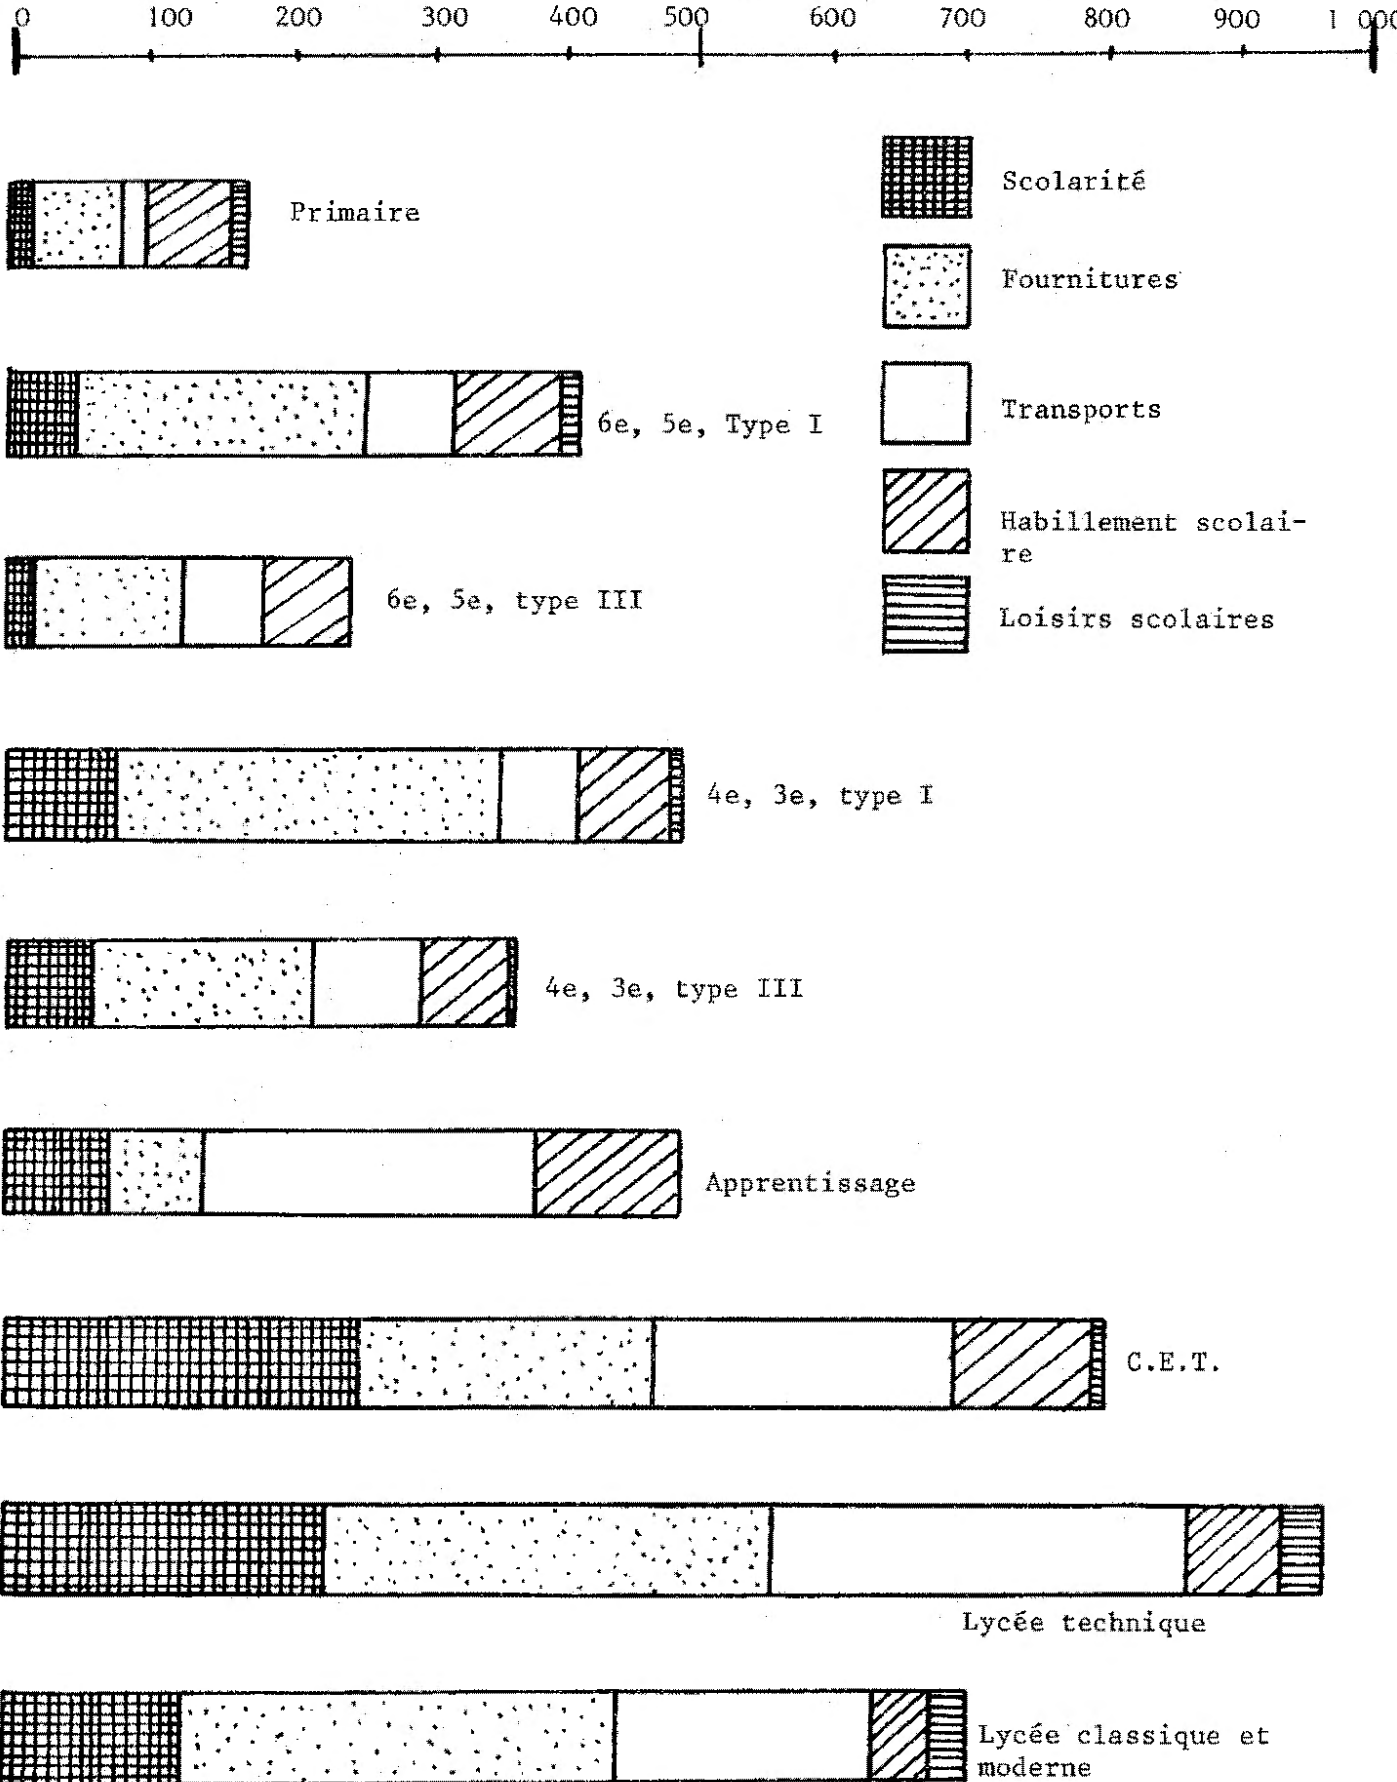 0 100 200 300 400 500 600 700 800 900 1 000
Scolarité
Primaire
Fournitures
Transports
6e, 5e, Type I
Habillement scolai-
re
6e, 5e, type III
Loisirs scolaires
4e, 3e, type I
4e, 3e, type III
Apprentissage
C.E.T.
Lycée technique
Lycée classique et
moderne